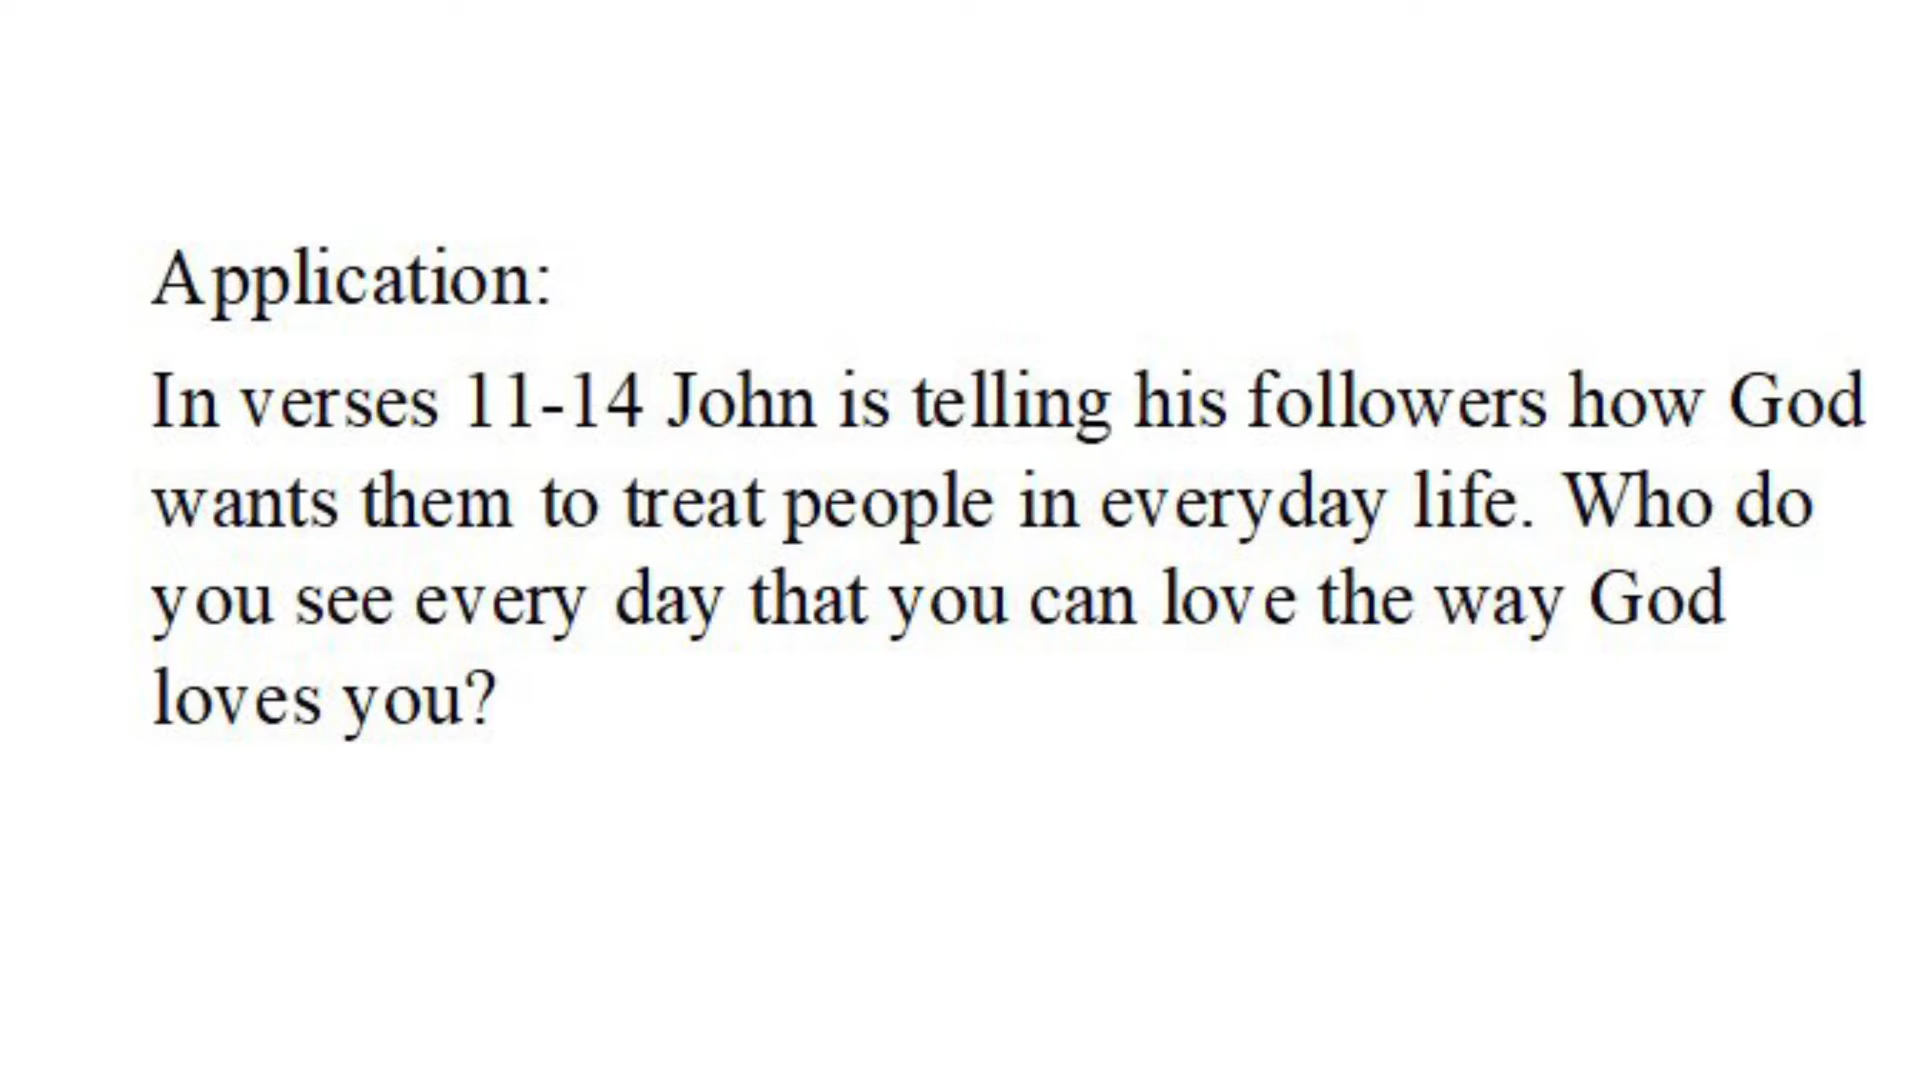 Application:
In verses 11-14 John is telling his followers how God
wants them to treat people in everyday life. Who do
you see every day that you can love the way God
loves you?